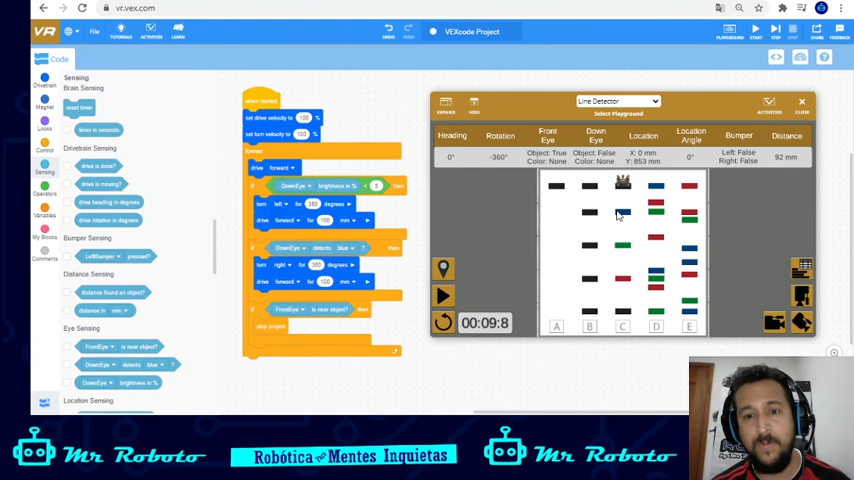 vr.vex.com
VR
File
TUTORIALS
ACTIVITIES
LEARN
UNDO
REDO
VEXcode Project
PLAYGROUND
START
STEP
STOP
SHARE
FEEDBACK
Code
Drivetrain
Magnet
Looks
Control
Sensing
Operators
Variables
My Blocks
Comments
Sensing
Brain Sensing
reset timer
timer in seconds
Drivetrain Sensing
drive is done?
drive is moving?
drive heading in degrees
drive rotation in degrees
Bumper Sensing
LeftBumper pressed?
Distance Sensing
distance found an object?
distance in mm
Eye Sensing
FrontEye is near object?
DownEye detects blue ?
DownEye brightness in %
Location Sensing
when started
set drive velocity to 100 %
set turn velocity to 100 %
forever
drive forward
if DownEye brightness in % < 5 then
turn left for 360 degrees
drive forward for 100 mm
if DownEye detects blue ? then
turn right for 360 degrees
drive forward for 100 mm
if FrontEye is near object? then
stop project
EXPAND
HIDE
Line Detector
Select Playground
ACTIVITIES
CLOSE
Heading
Rotation
Front Eye
Down Eye
Location
Location Angle
Bumper
Distance
0°
-360°
Object: True
Color: None
Object: False
Color: None
X: 0 mm
Y: 853 mm
0°
Left: False
Right: False
92 mm
A
B
C
D
E
00:09:8
Mr Roboto
Robótica Para Mentes Inquietas
Mr Roboto